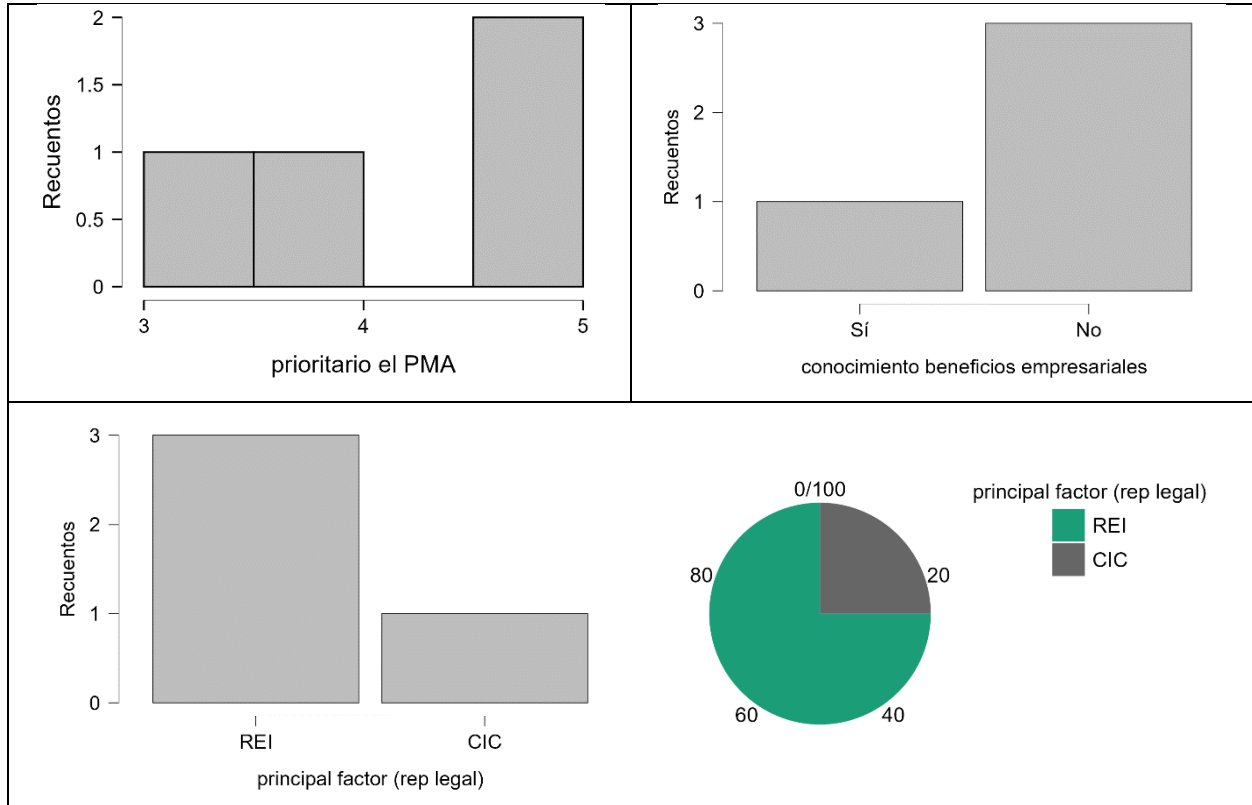 2
1.5
1
0.5
0
Recuentos
3
4
5
prioritario el PMA
3
2
1
0
Recuentos
Sí
No
conocimiento beneficios empresariales
3
2
1
0
Recuentos
REI
CIC
principal factor (rep legal)
0/100
20
40
60
80
principal factor (rep legal)
REI
CIC